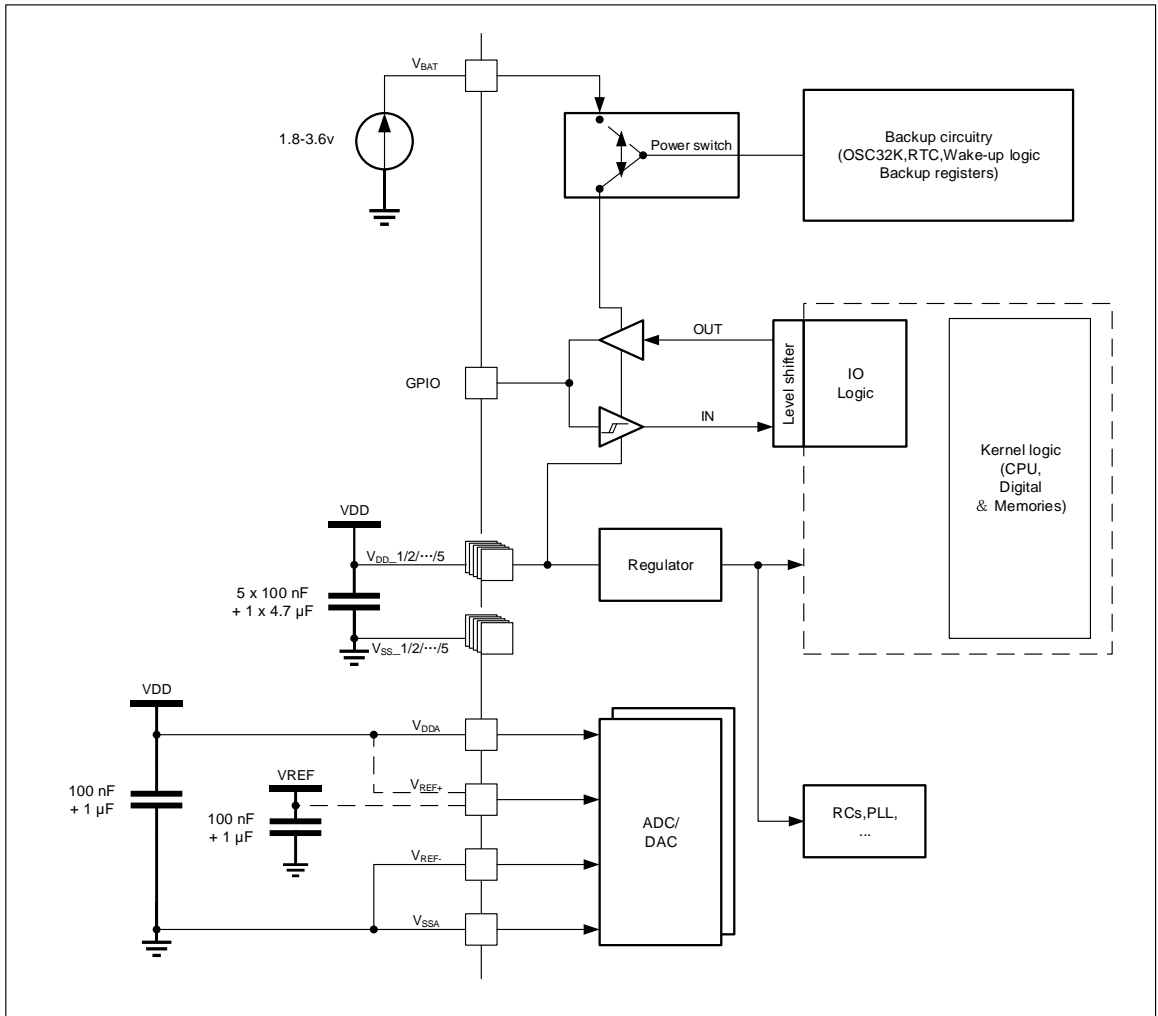 VBAT
1.8-3.6v
Power switch
Backup circuitry
(OSC32K,RTC,Wake-up logic
Backup registers)
OUT
GPIO
Level shifter
IO
Logic
IN
Kernel logic
(CPU,
Digital
& Memories)
VDD
VDD_1/2/···/5
Regulator
5 x 100 nF
+ 1 x 4.7 µF
VSS_1/2/···/5
VDD
VDDA
VREF
VREF+
100 nF
+ 1 µF
100 nF
+ 1 µF
ADC/
DAC
RCs,PLL,
...
VREF-
VSSA